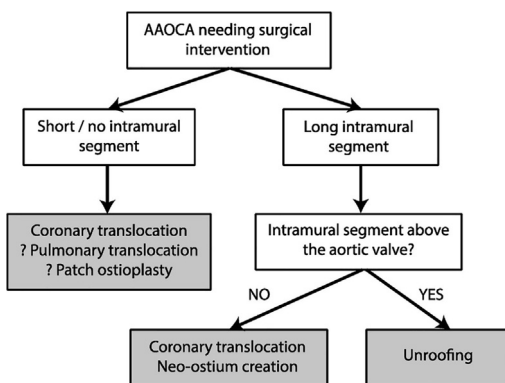 AAOCA needing surgical
intervention
Short / no intramural
segment
Long intramural
segment
Coronary translocation
? Pulmonary translocation
? Patch ostioplasty
Intramural segment above
the aortic valve?
NO
YES
Coronary translocation
Neo-ostium creation
Unroofing